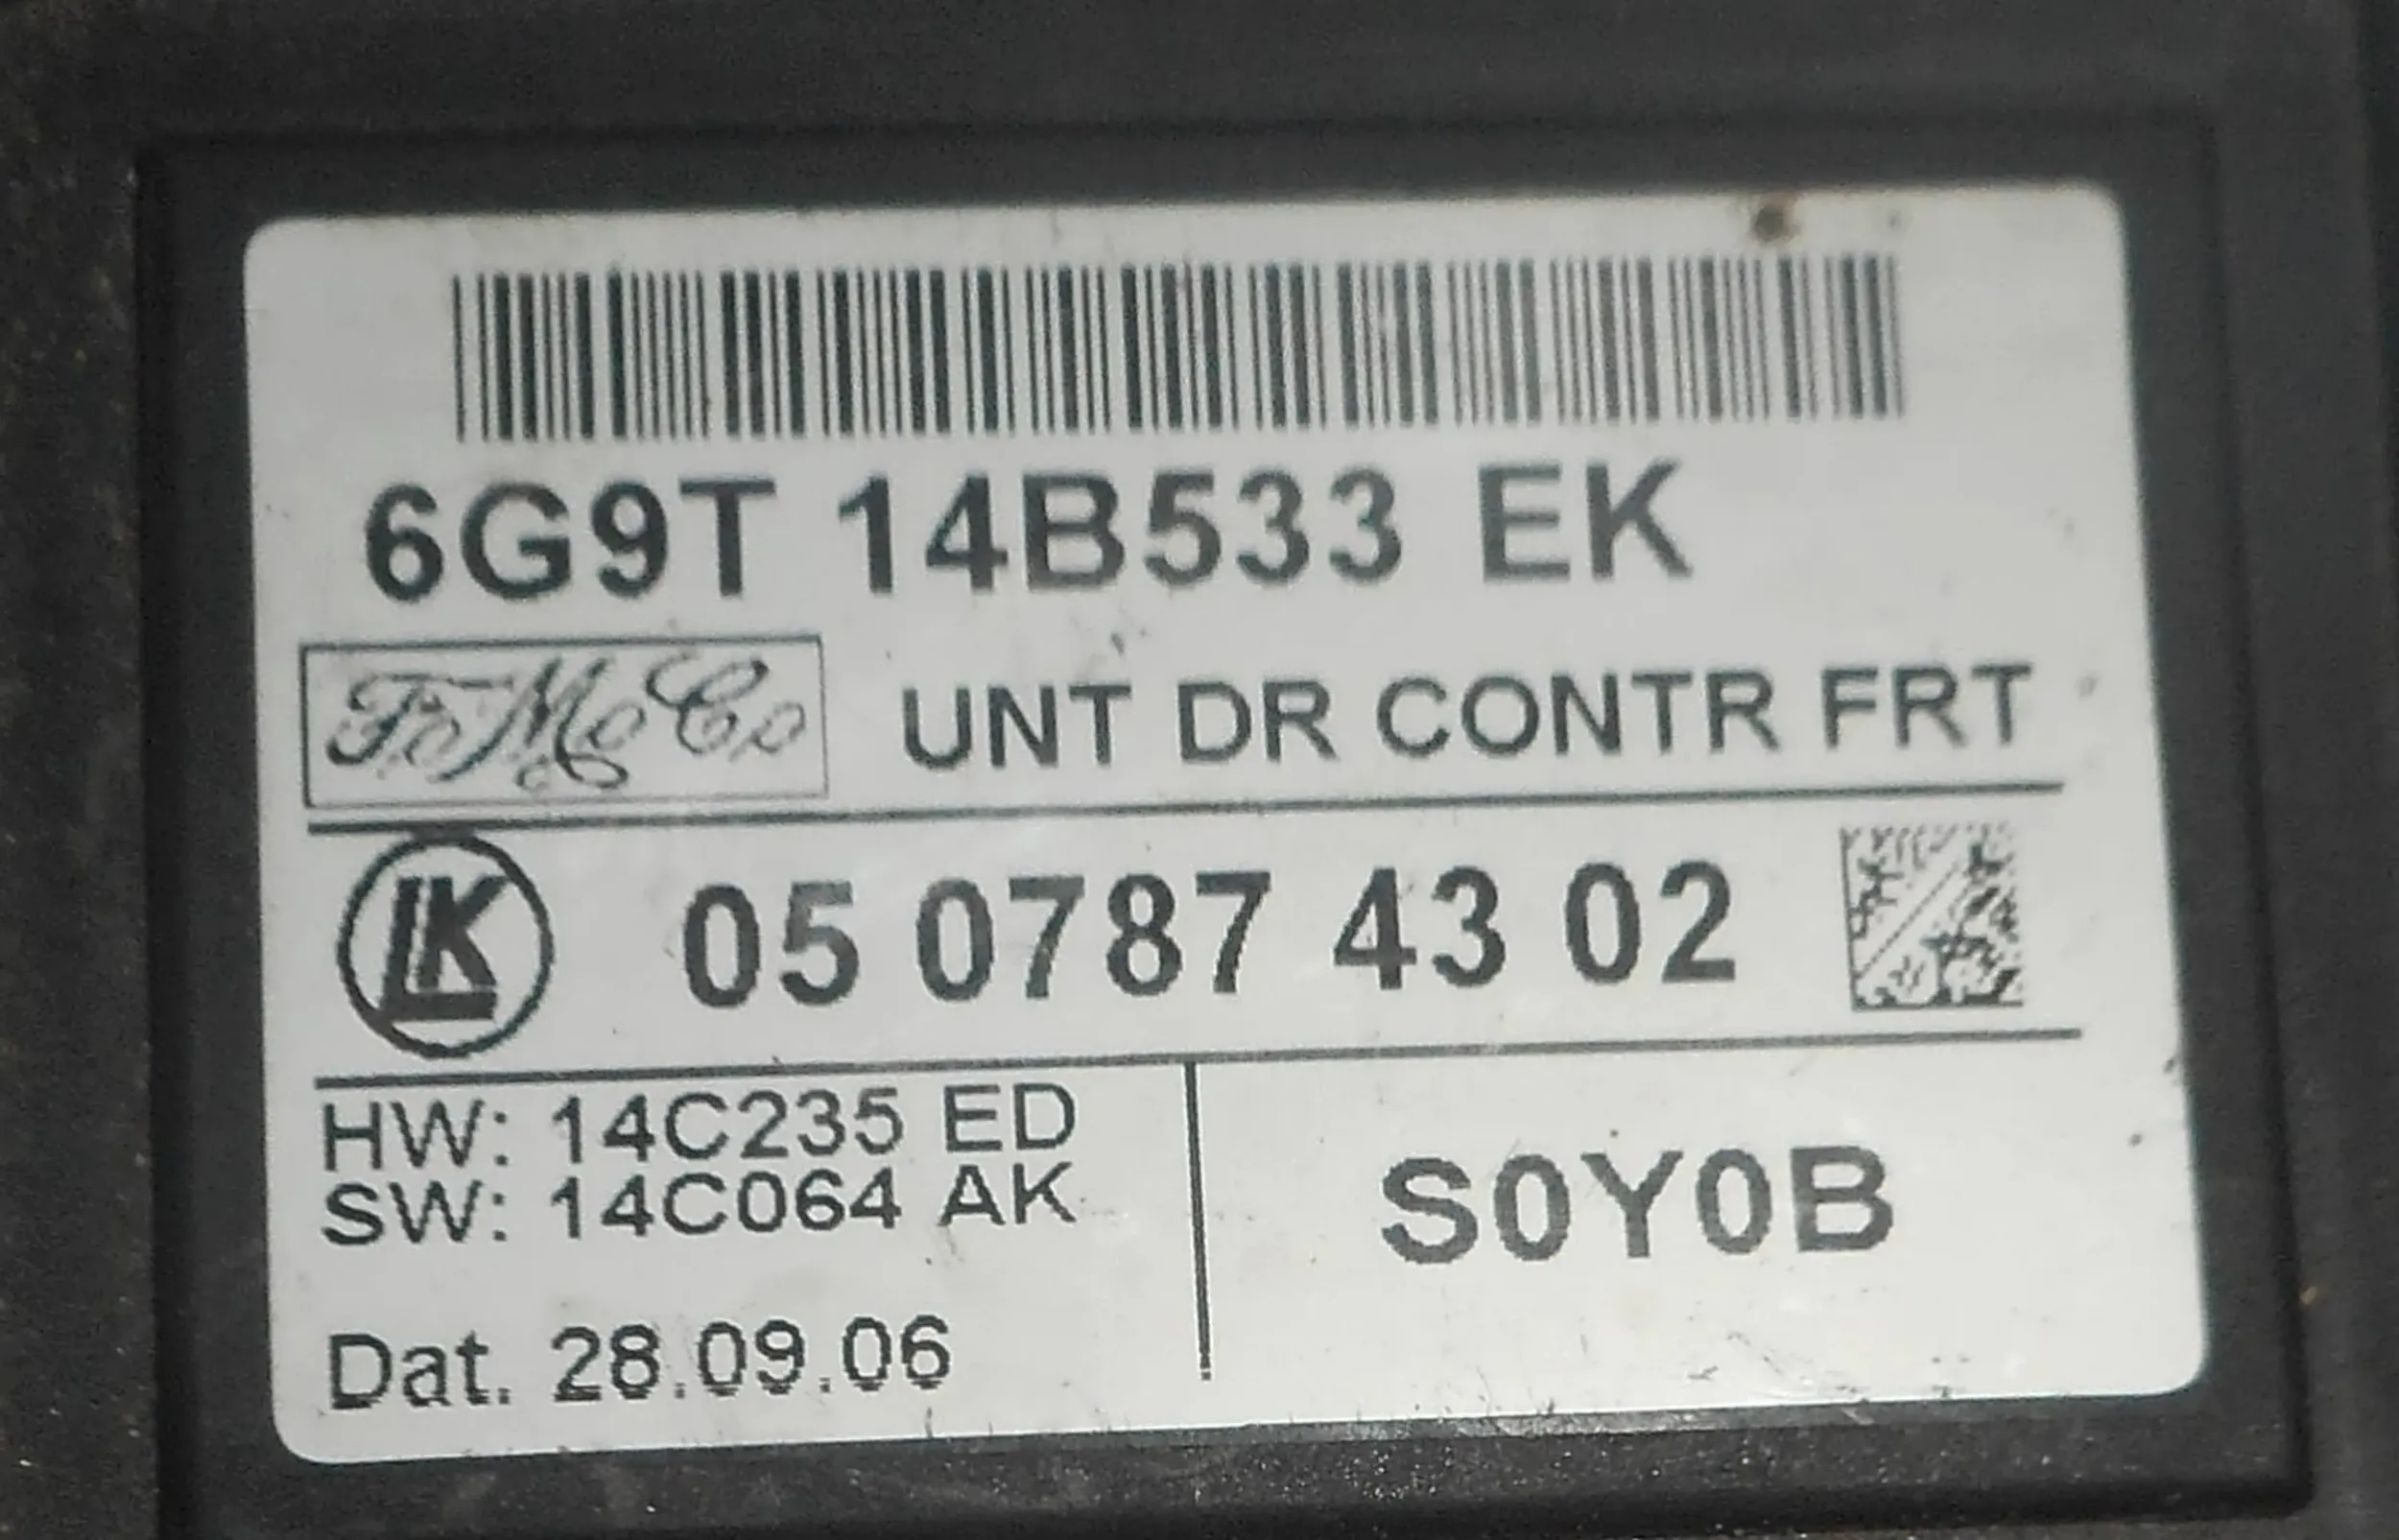 6G9T 14B533 EK
FoMoCo UNT DR CONTR FRT
LK 05 0787 43 02
HW: 14C235 ED
SW: 14C064 AK
S0Y0B
Dat. 28.09.06